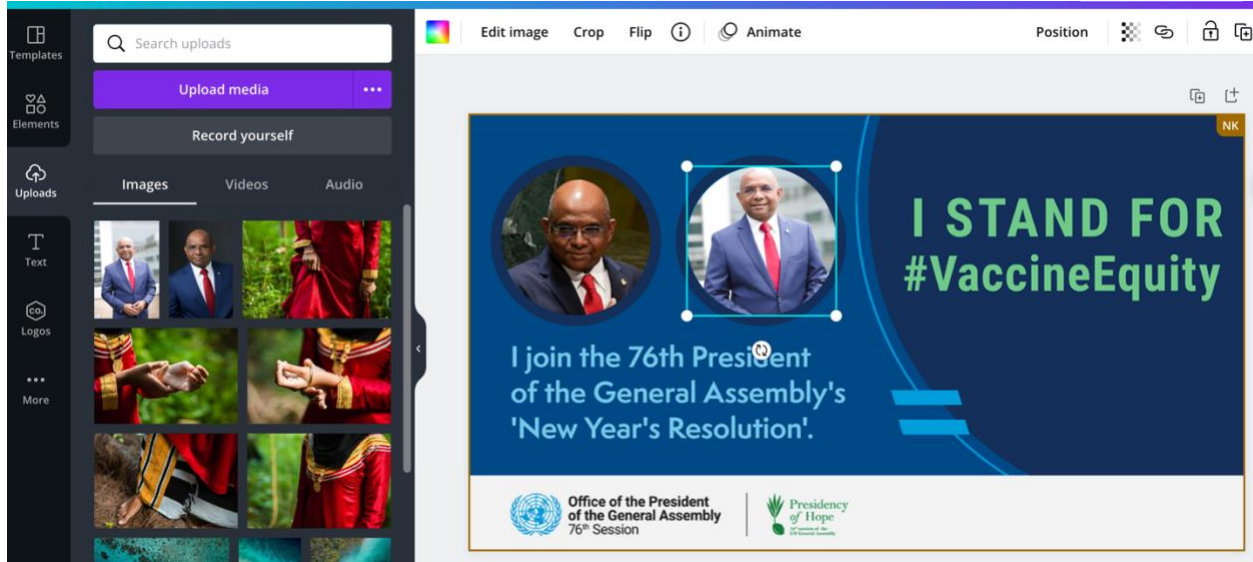 Templates
Elements
Uploads
Text
CO.
Logos
More
Search uploads
Upload media
Record yourself
Images
Videos
Audio
Edit image
Crop
Flip
Animate
Position
NK
I STAND FOR
#VaccineEquity
I join the 76th President
of the General Assembly's
'New Year's Resolution'.
Office of the President
of the General Assembly
76th Session
Presidency
of Hope